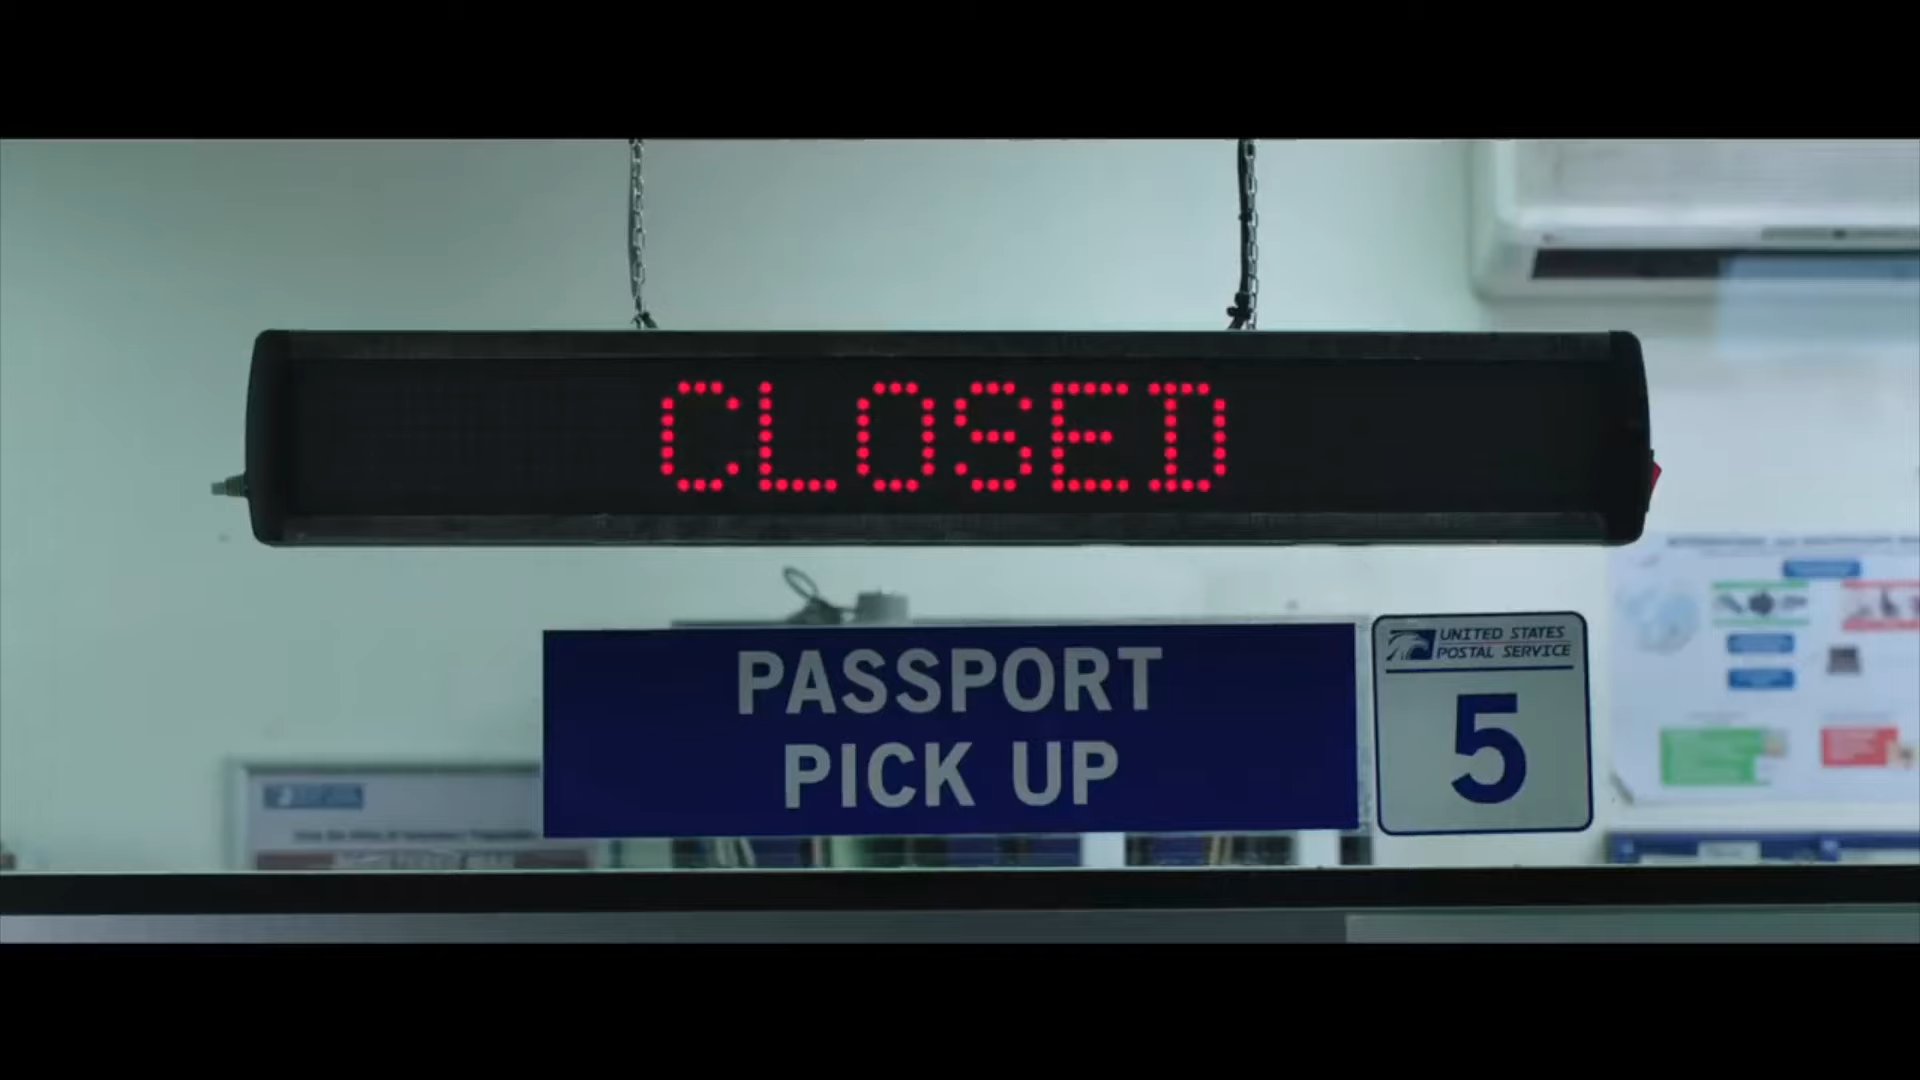 CLOSED
PASSPORT
PICK UP
UNITED STATES
POSTAL SERVICE
5